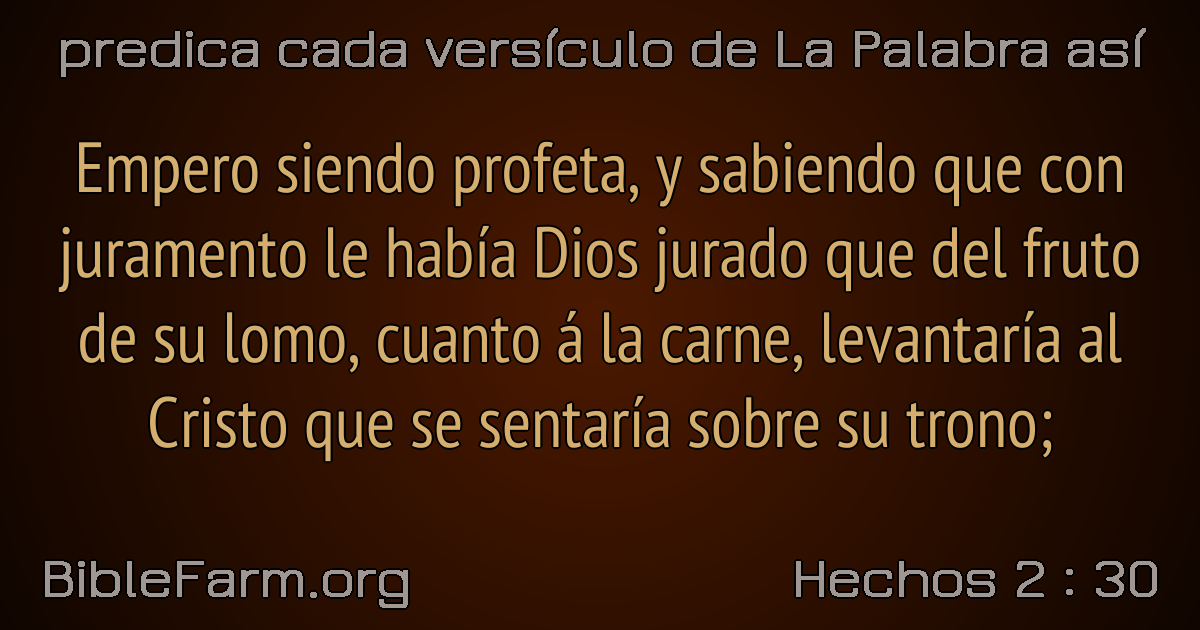 predica cada versículo de La Palabra así
Empero siendo profeta, y sabiendo que con
juramento le había Dios jurado que del fruto
de su lomo, cuanto á la carne, levantaría al
Cristo que se sentaría sobre su trono;
BibleFarm.org
Hechos 2 : 30